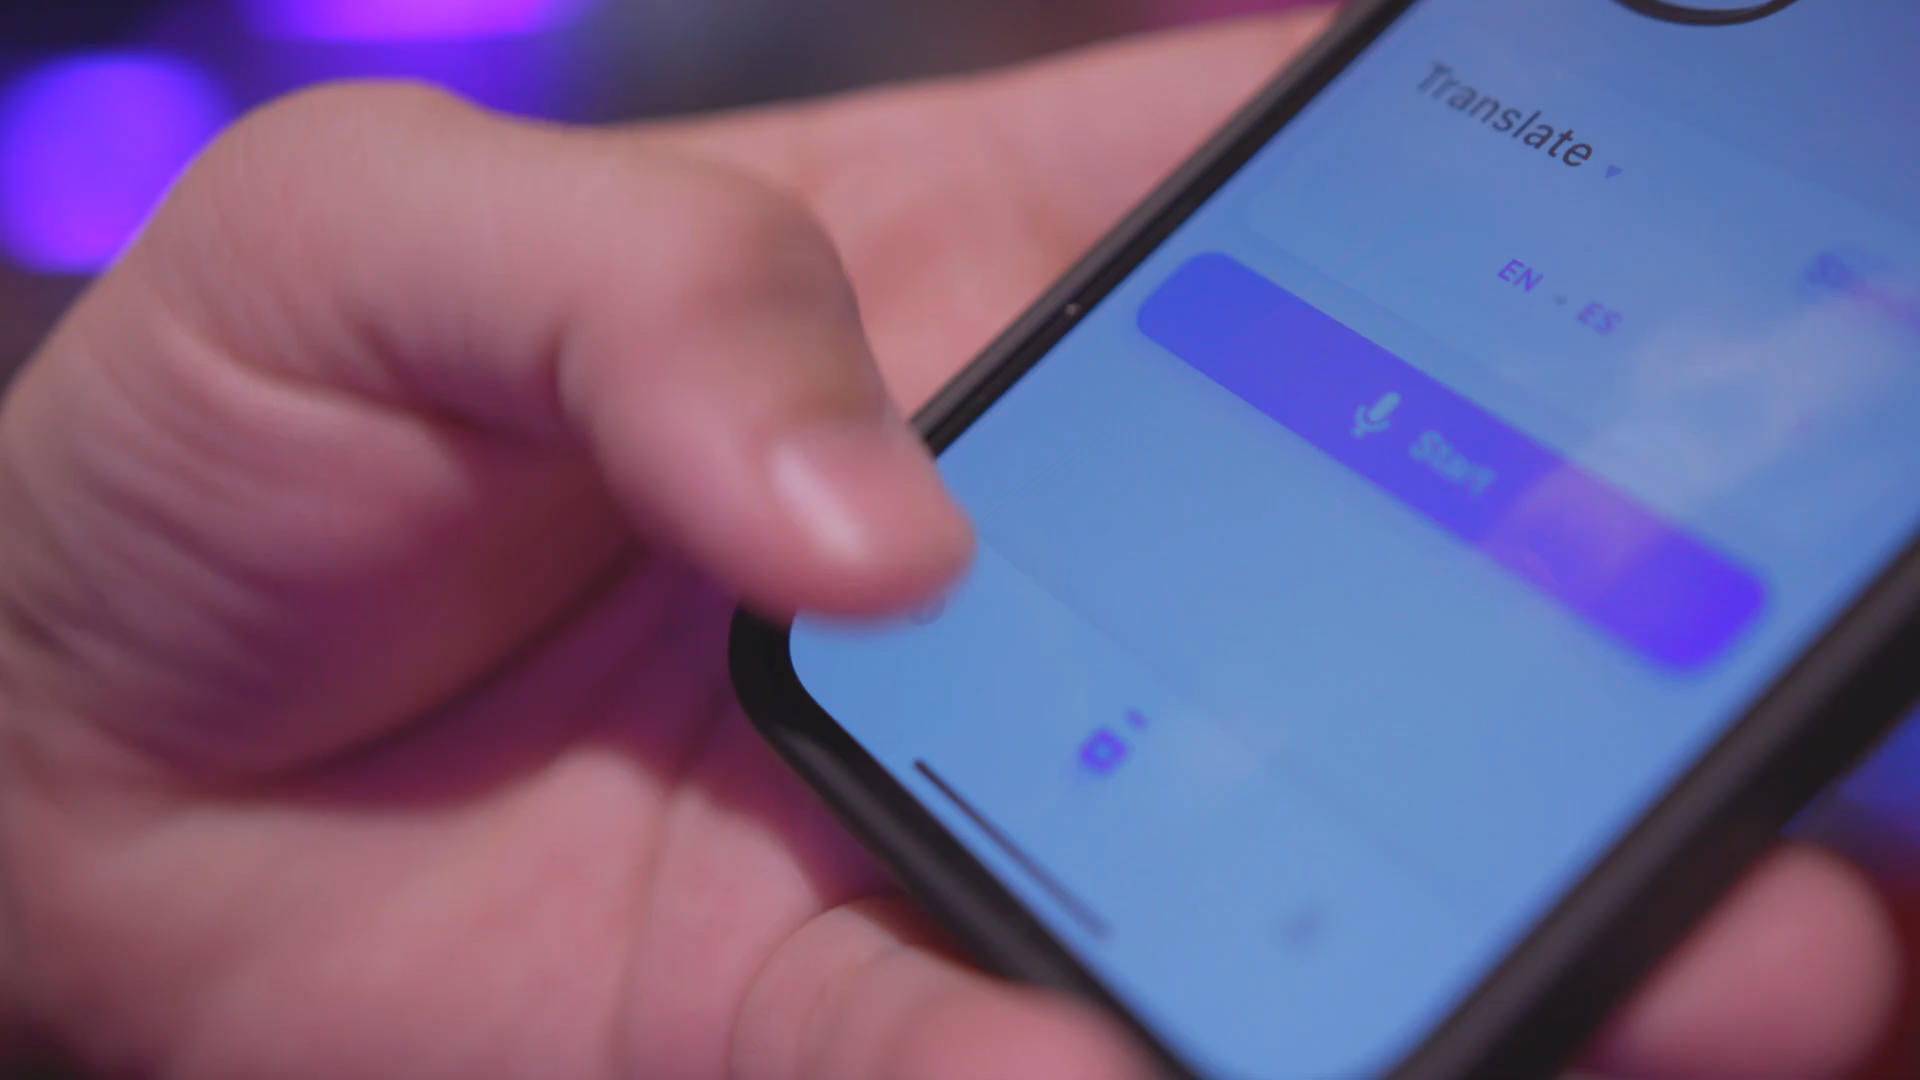 Translate
EN • ES
Start